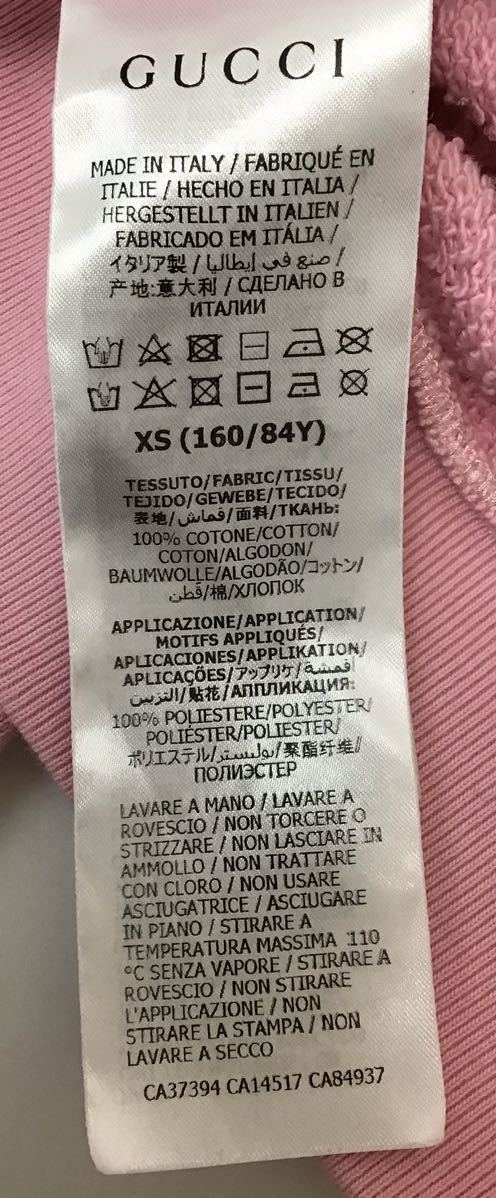 GUCCI
MADE IN ITALY / FABRIQUÉ EN
ITALIE / HECHO EN ITALIA /
HERGESTELLT IN ITALIEN /
FABRICADO EM ITÁLIA /
イタリア製 / صنع في إيطاليا /
产地:意大利 / СДЕЛАНО В
ИТАЛИИ
XS (160/84Y)
TESSUTO/FABRIC/TISSU/
TEJIDO/GEWEBE/TECIDO/
表地/قماش/面料/ТКАНЬ:
100% COTONE/COTTON/
COTON/ALGODON/
BAUMWOLLE/ALGODÃO/コットン/
قطن/棉/ХЛОПОК
APPLICAZIONE/APPLICATION/
MOTIFS APPLIQUÉS/
APLICACIONES/APPLIKATION/
APLICAÇÕES/アップリケ/أقمشة
التزيين/贴花/АППЛИКАЦИЯ:
100% POLIESTERE/POLYESTER/
POLIÉSTER/POLIESTER/
ポリエステル/بوليستر/聚酯纤维/
ПОЛИЭСТЕР
LAVARE A MANO / LAVARE A
ROVESCIO / NON TORCERE O
STRIZZARE / NON LASCIARE IN
AMMOLLO / NON TRATTARE
CON CLORO / NON USARE
ASCIUGATRICE / ASCIUGARE
IN PIANO / STIRARE A
TEMPERATURA MASSIMA 110
°C SENZA VAPORE / STIRARE A
ROVESCIO / NON STIRARE
L'APPLICAZIONE / NON
STIRARE LA STAMPA / NON
LAVARE A SECCO
CA37394 CA14517 CA84937